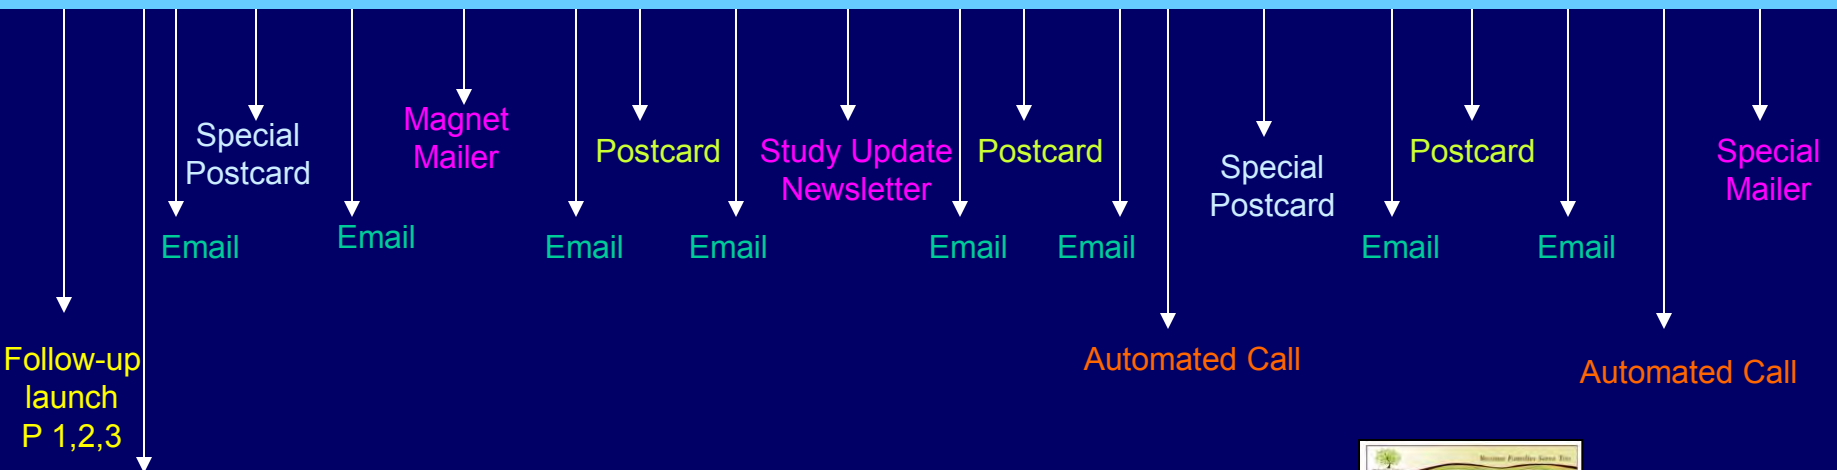 Special
Postcard
Magnet
Mailer
Postcard
Study Update
Newsletter
Postcard
Special
Postcard
Postcard
Special
Mailer
Email
Email
Email
Email
Email
Email
Email
Email
Follow-up
launch
P 1,2,3
Automated Call
Automated Call